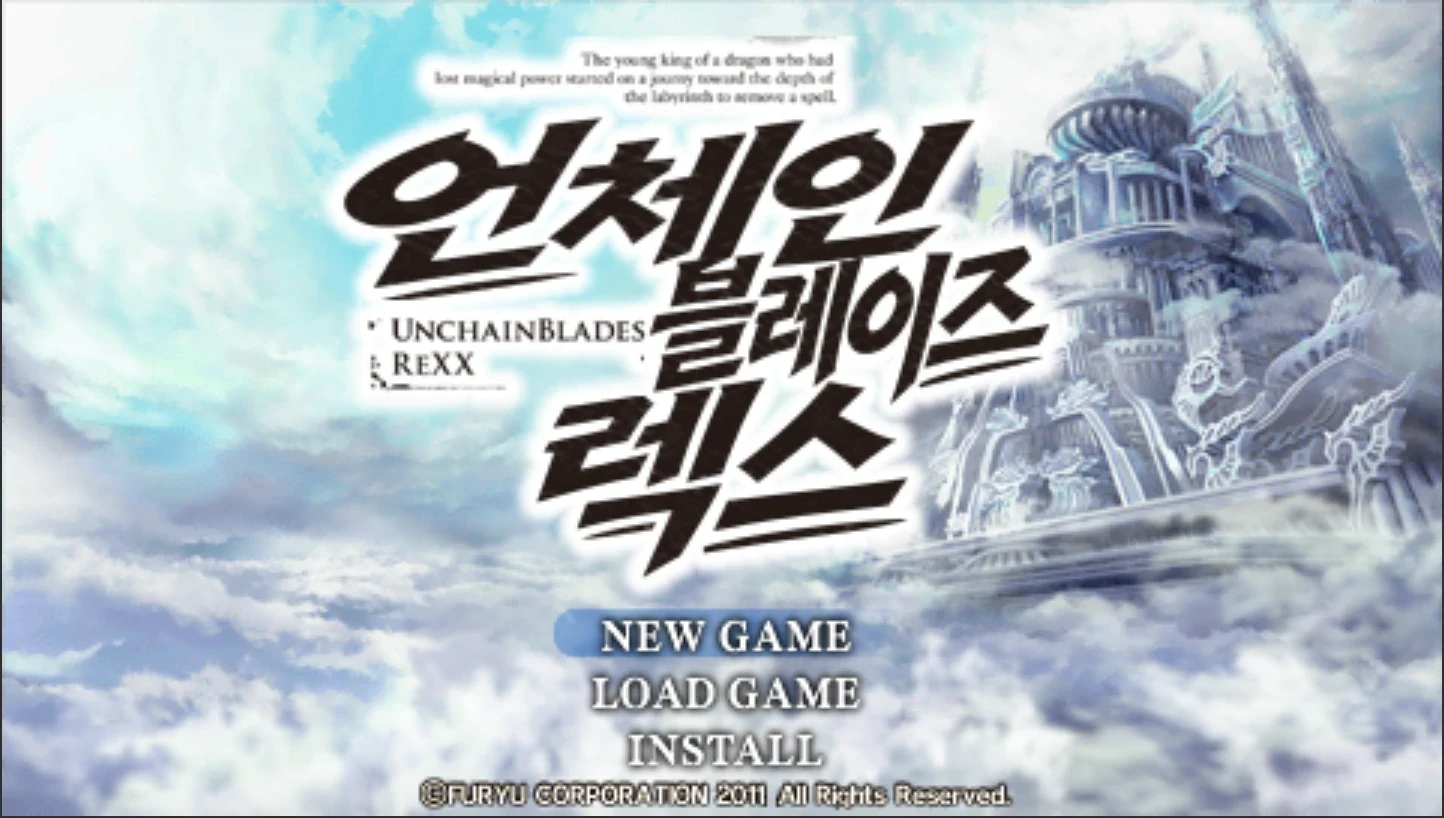 The young king of a dragon who had
lost magical power started on a journy toward the depth of
the labyrinth to remove a spell.
언체인
블레이즈
UNCHAINBLADES
REXX
렉스
NEW GAME
LOAD GAME
INSTALL
©FURYU CORPORATION 2011 All Rights Reserved.